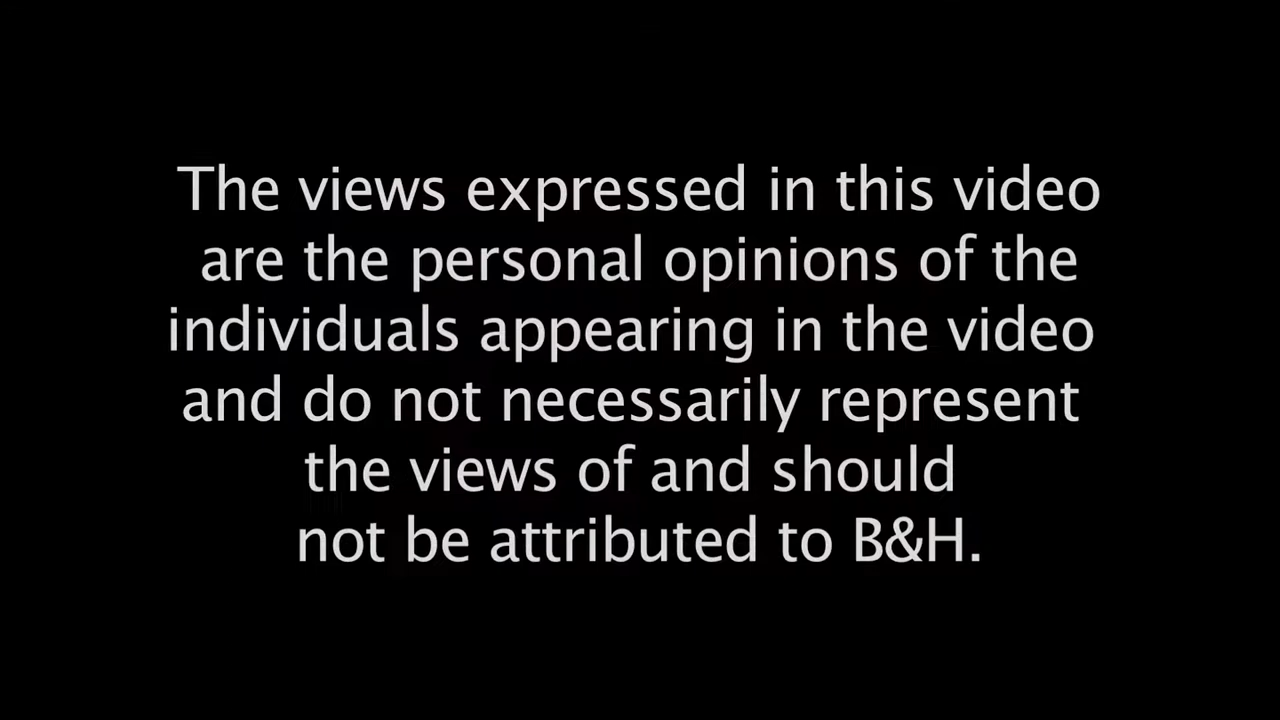 The views expressed in this video
are the personal opinions of the
individuals appearing in the video
and do not necessarily represent
the views of and should
not be attributed to B&H.